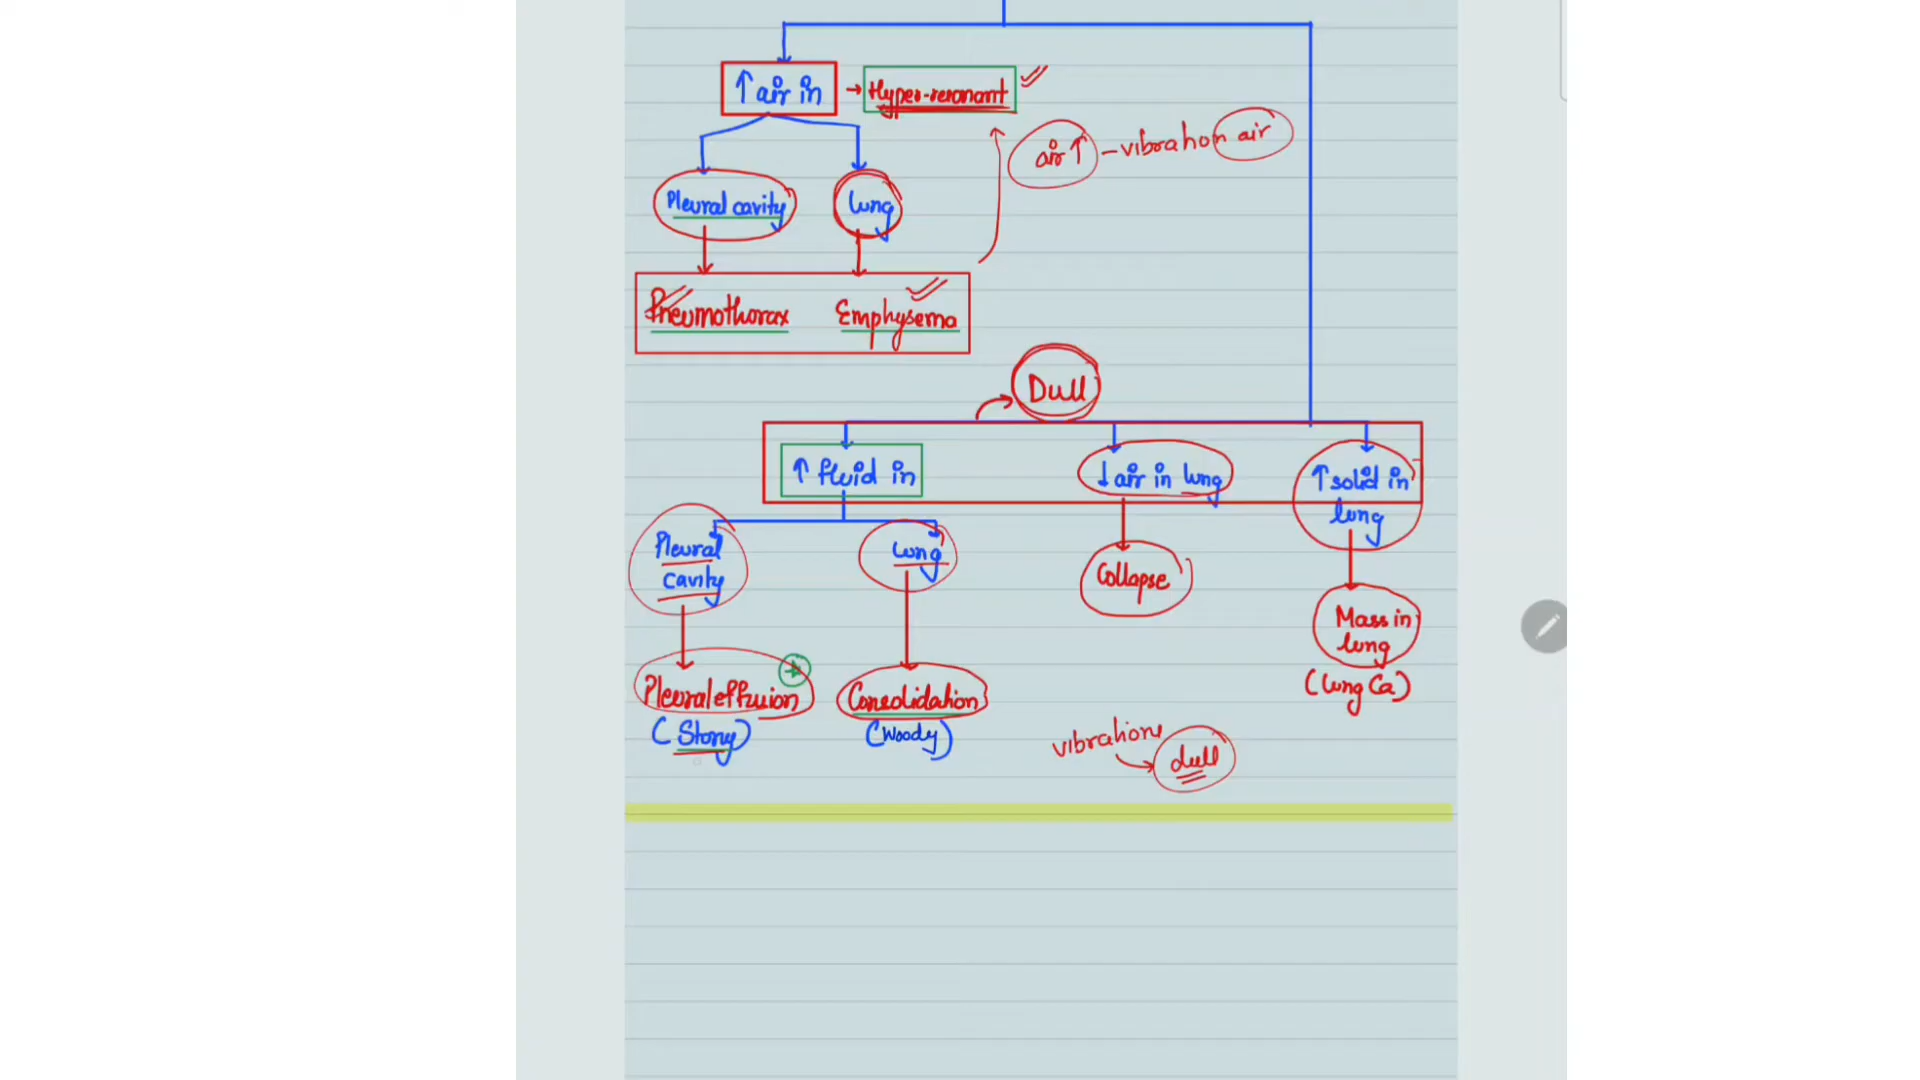 ↑ air in → Hyper-resonant
air ↑ - vibration air
Pleural cavity
lung
Pneumothorax
Emphysema
Dull
↑ fluid in
↓ air in lung
↑ solid in
lung
Pleural
cavity
lung
Collapse
Mass in
lung
(lung Ca)
Pleural effusion
(Stony)
Consolidation
(Woody)
vibrations
dull